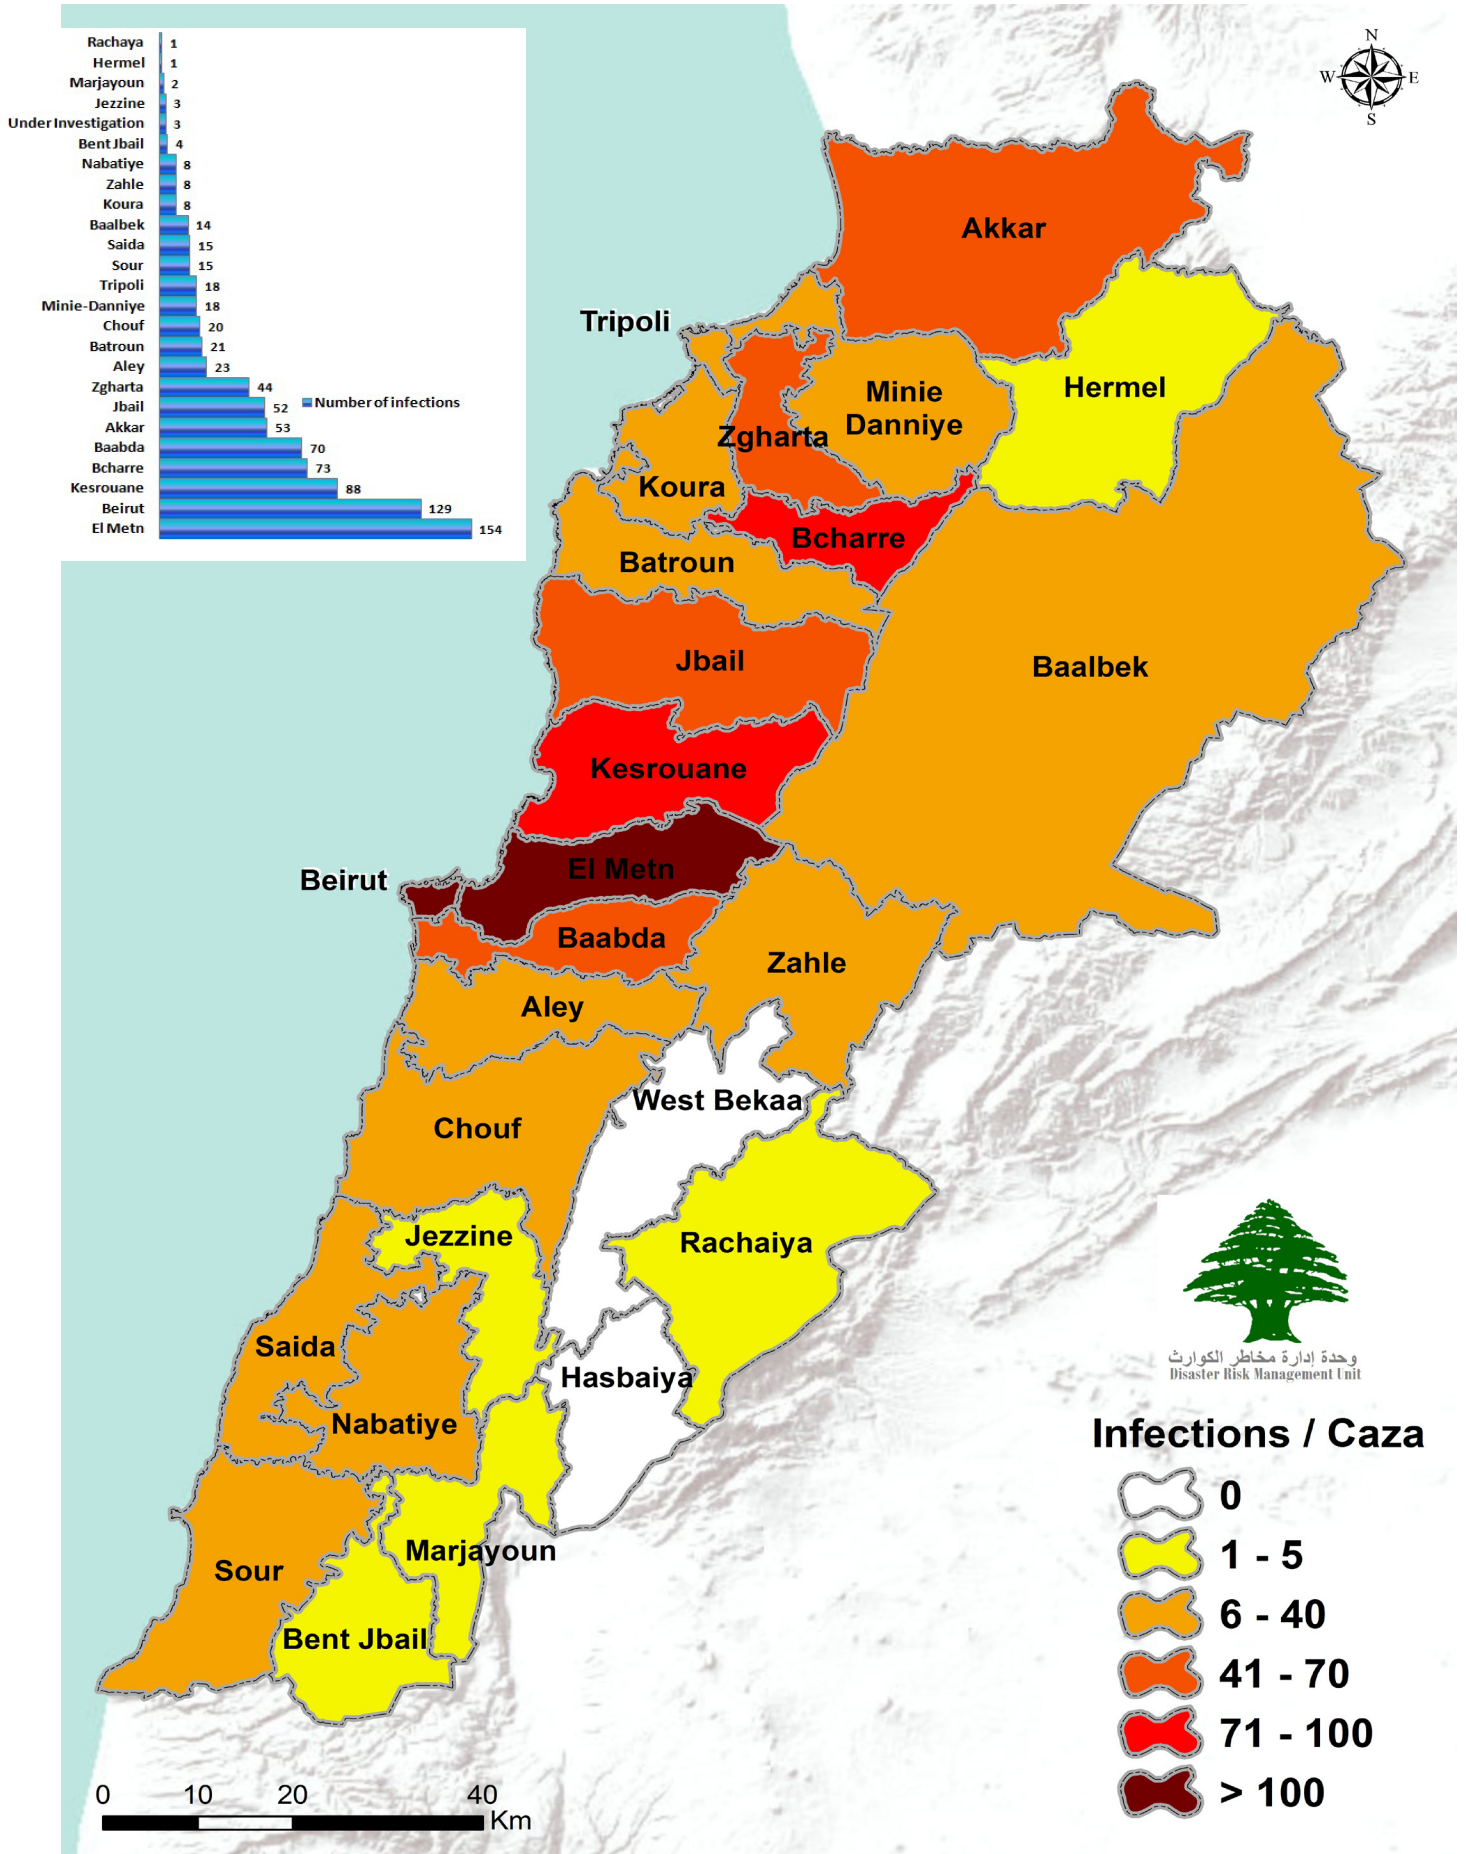 Rachaya 1
Hermel 1
Marjayoun 2
Jezzine 3
Under Investigation 3
Bent Jbail 4
Nabatiye 8
Zahle 8
Koura 8
Baalbek 14
Saida 15
Sour 15
Tripoli 18
Minie-Danniye 18
Chouf 20
Batroun 21
Aley 23
Zgharta 44
Jbail 52
Akkar 53
Baabda 70
Bcharre 73
Kesrouane 88
Beirut 129
El Metn 154
Number of infections
N
W E
S
Akkar
Tripoli
Hermel
Minie
Danniye
Zgharta
Koura
Bcharre
Batroun
Jbail
Baalbek
Kesrouane
El Metn
Beirut
Baabda
Zahle
Aley
West Bekaa
Chouf
Jezzine
Rachaiya
Saida
Hasbaiya
Nabatiye
Marjayoun
Sour
Bent Jbail
وحدة إدارة مخاطر الكوارث
Disaster Risk Management Unit
Infections / Caza
0
1 - 5
6 - 40
41 - 70
71 - 100
> 100
0 10 20 40
Km